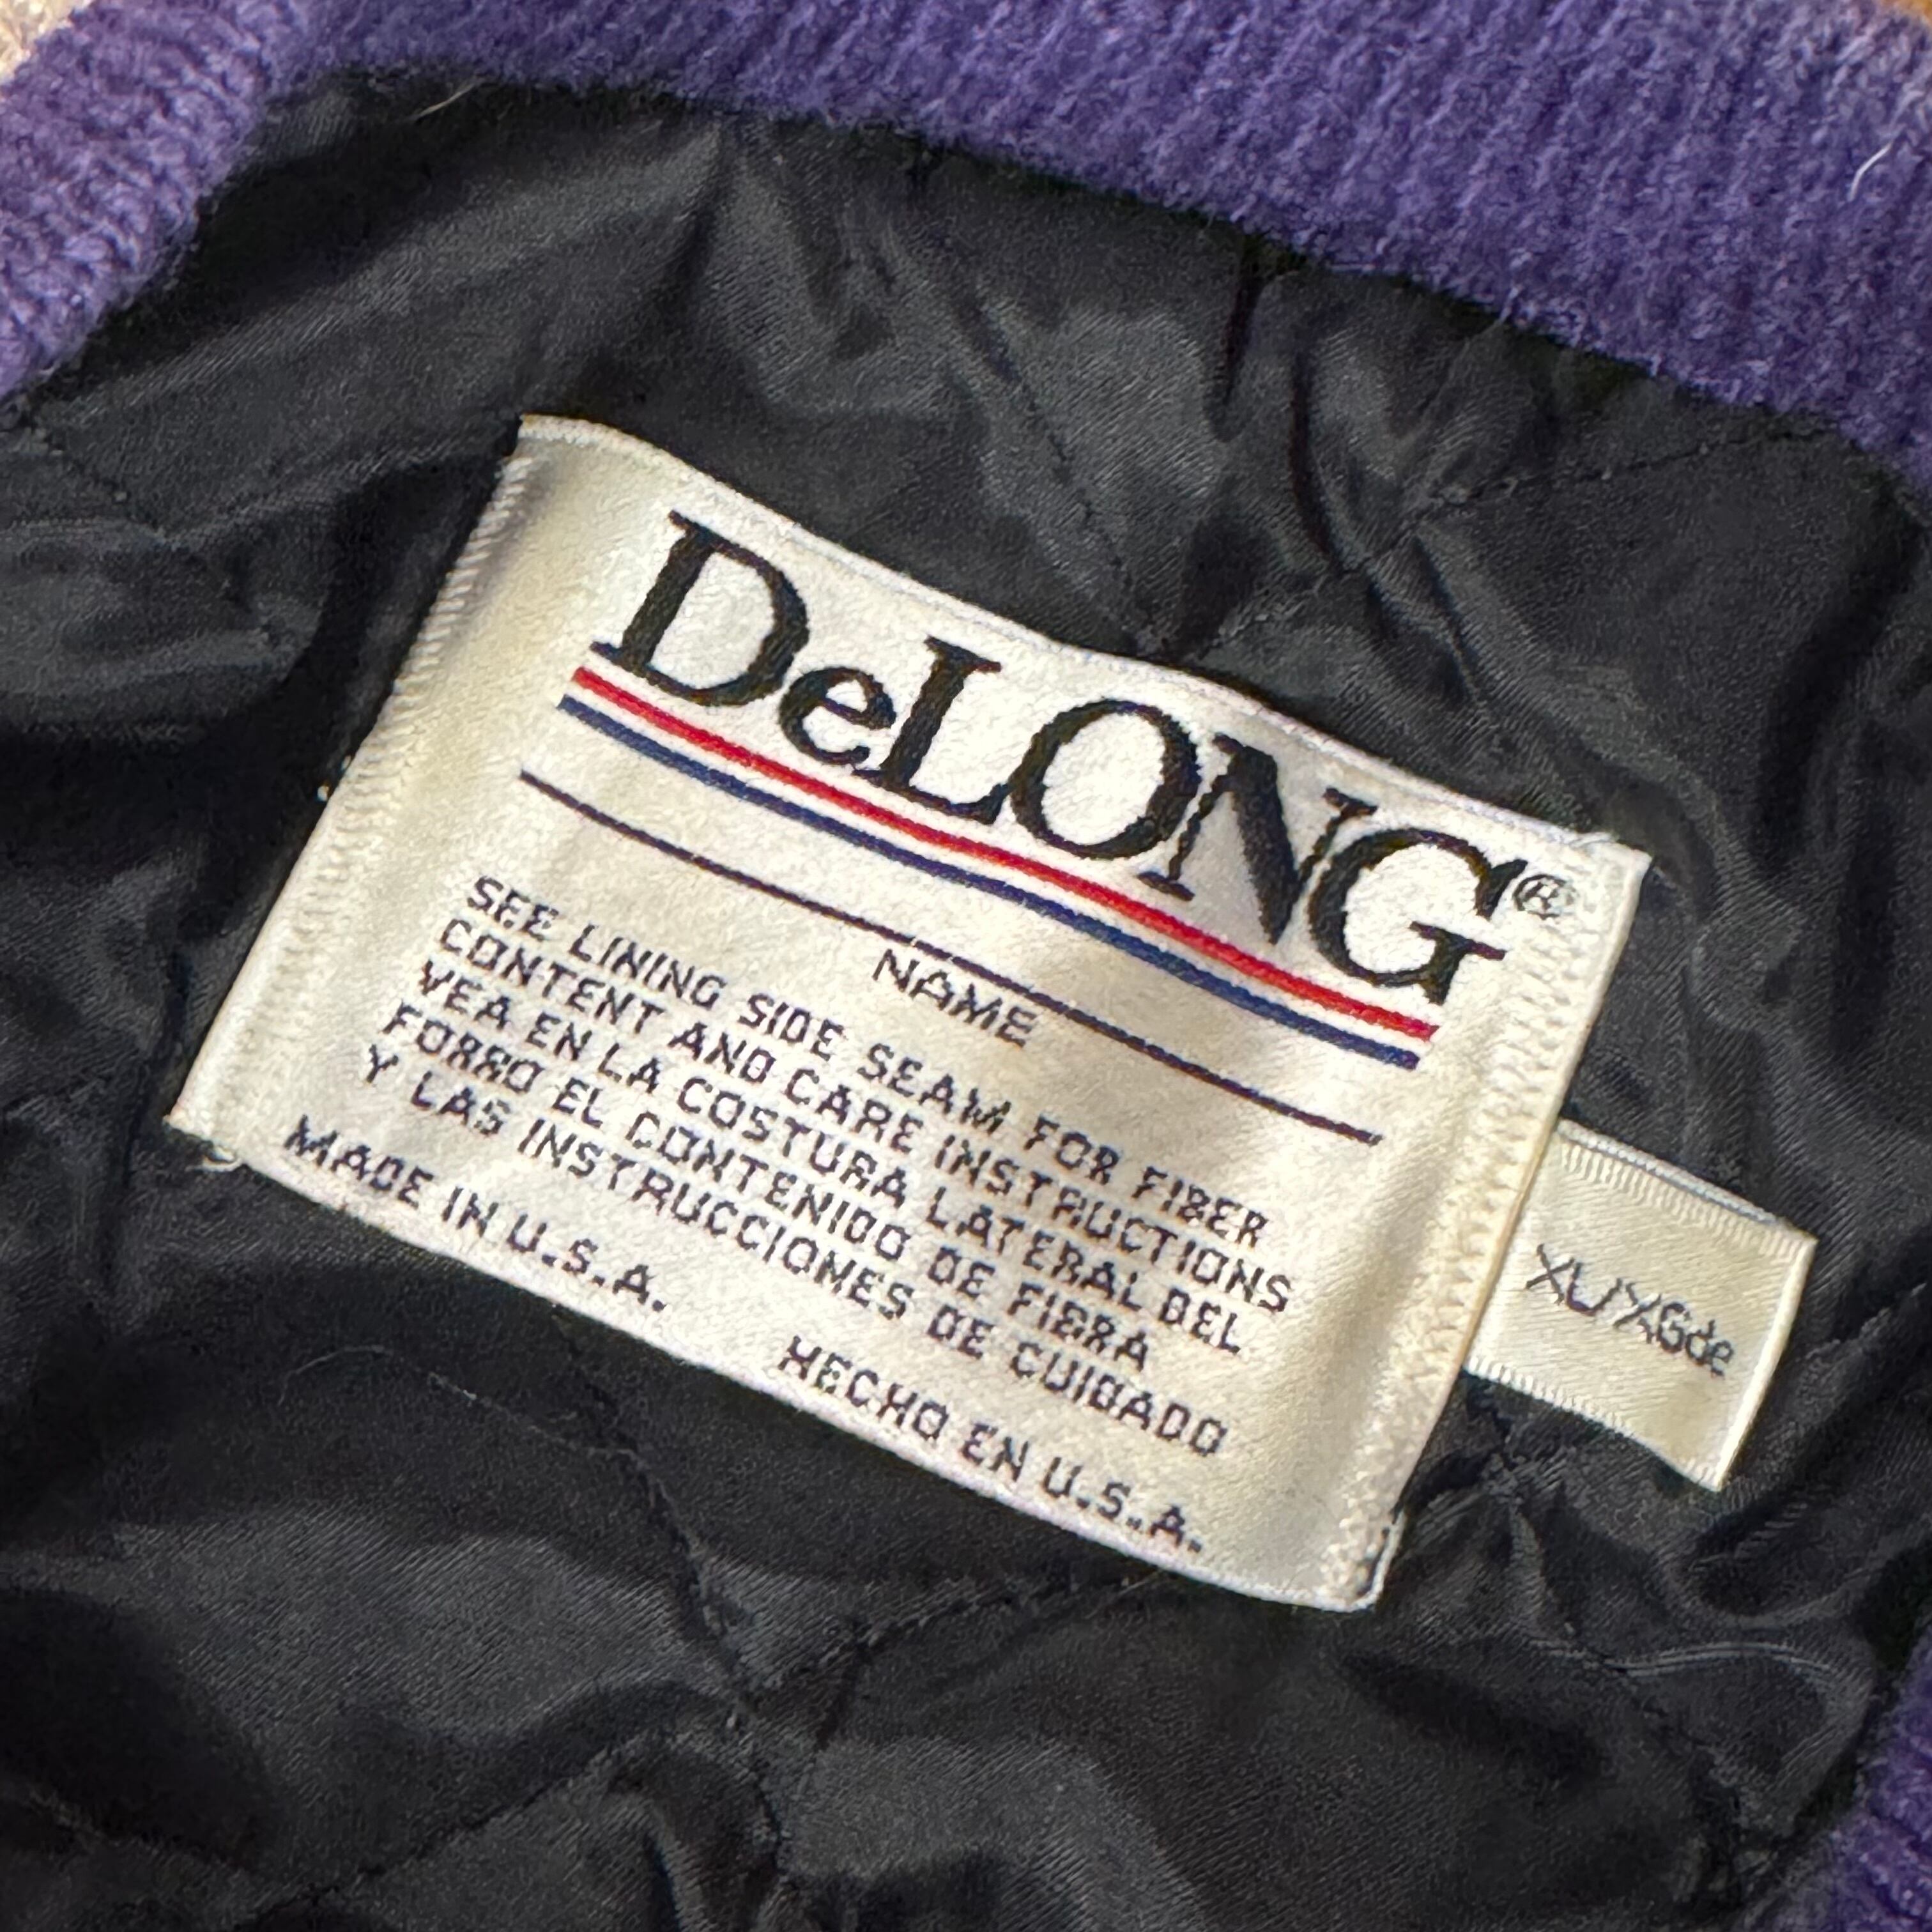 DeLONG®
NAME
SEE LINING SIDE SEAM FOR FIBER
CONTENT AND CARE INSTRUCTIONS
VEA EN LA COSTURA LATERAL DEL
FORRO EL CONTENIDO DE FIBRA
Y LAS INSTRUCCIONES DE CUIDADO
MADE IN U.S.A. HECHO EN U.S.A.
XL/XGde